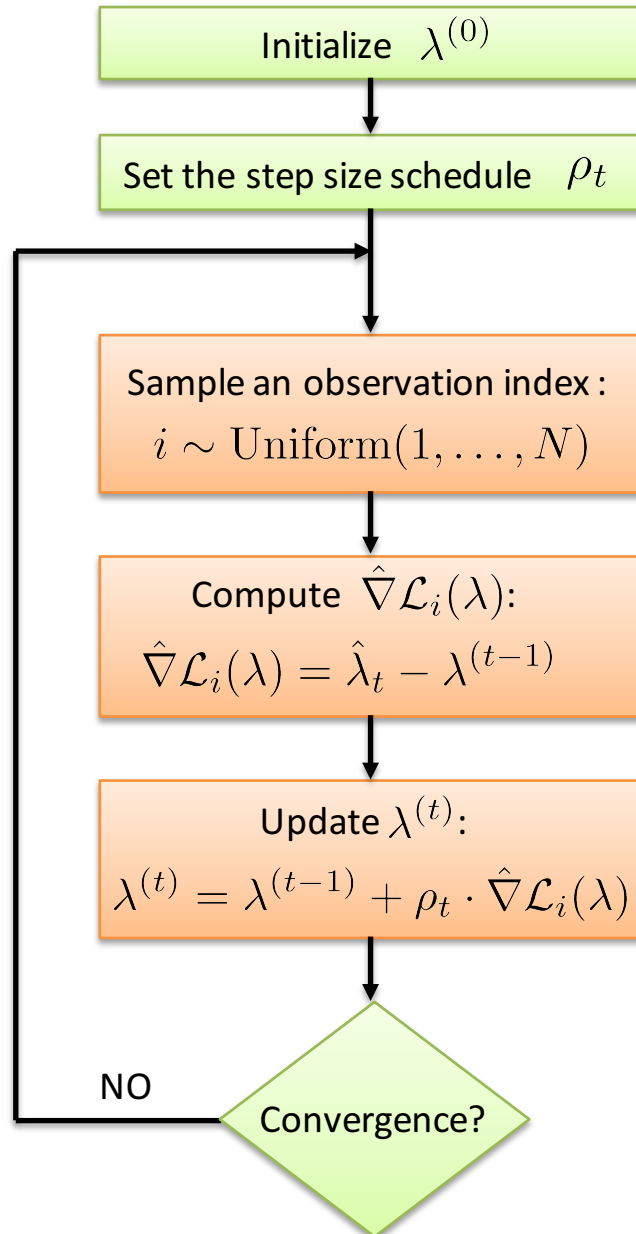 Initialize λ^(0)
Set the step size schedule ρ_t
Sample an observation index :
i ∼ Uniform(1, . . . , N)
Compute ∇̂ℒ_i(λ):
∇̂ℒ_i(λ) = λ̂_t − λ^(t−1)
Update λ^(t):
λ^(t) = λ^(t−1) + ρ_t · ∇̂ℒ_i(λ)
NO
Convergence?